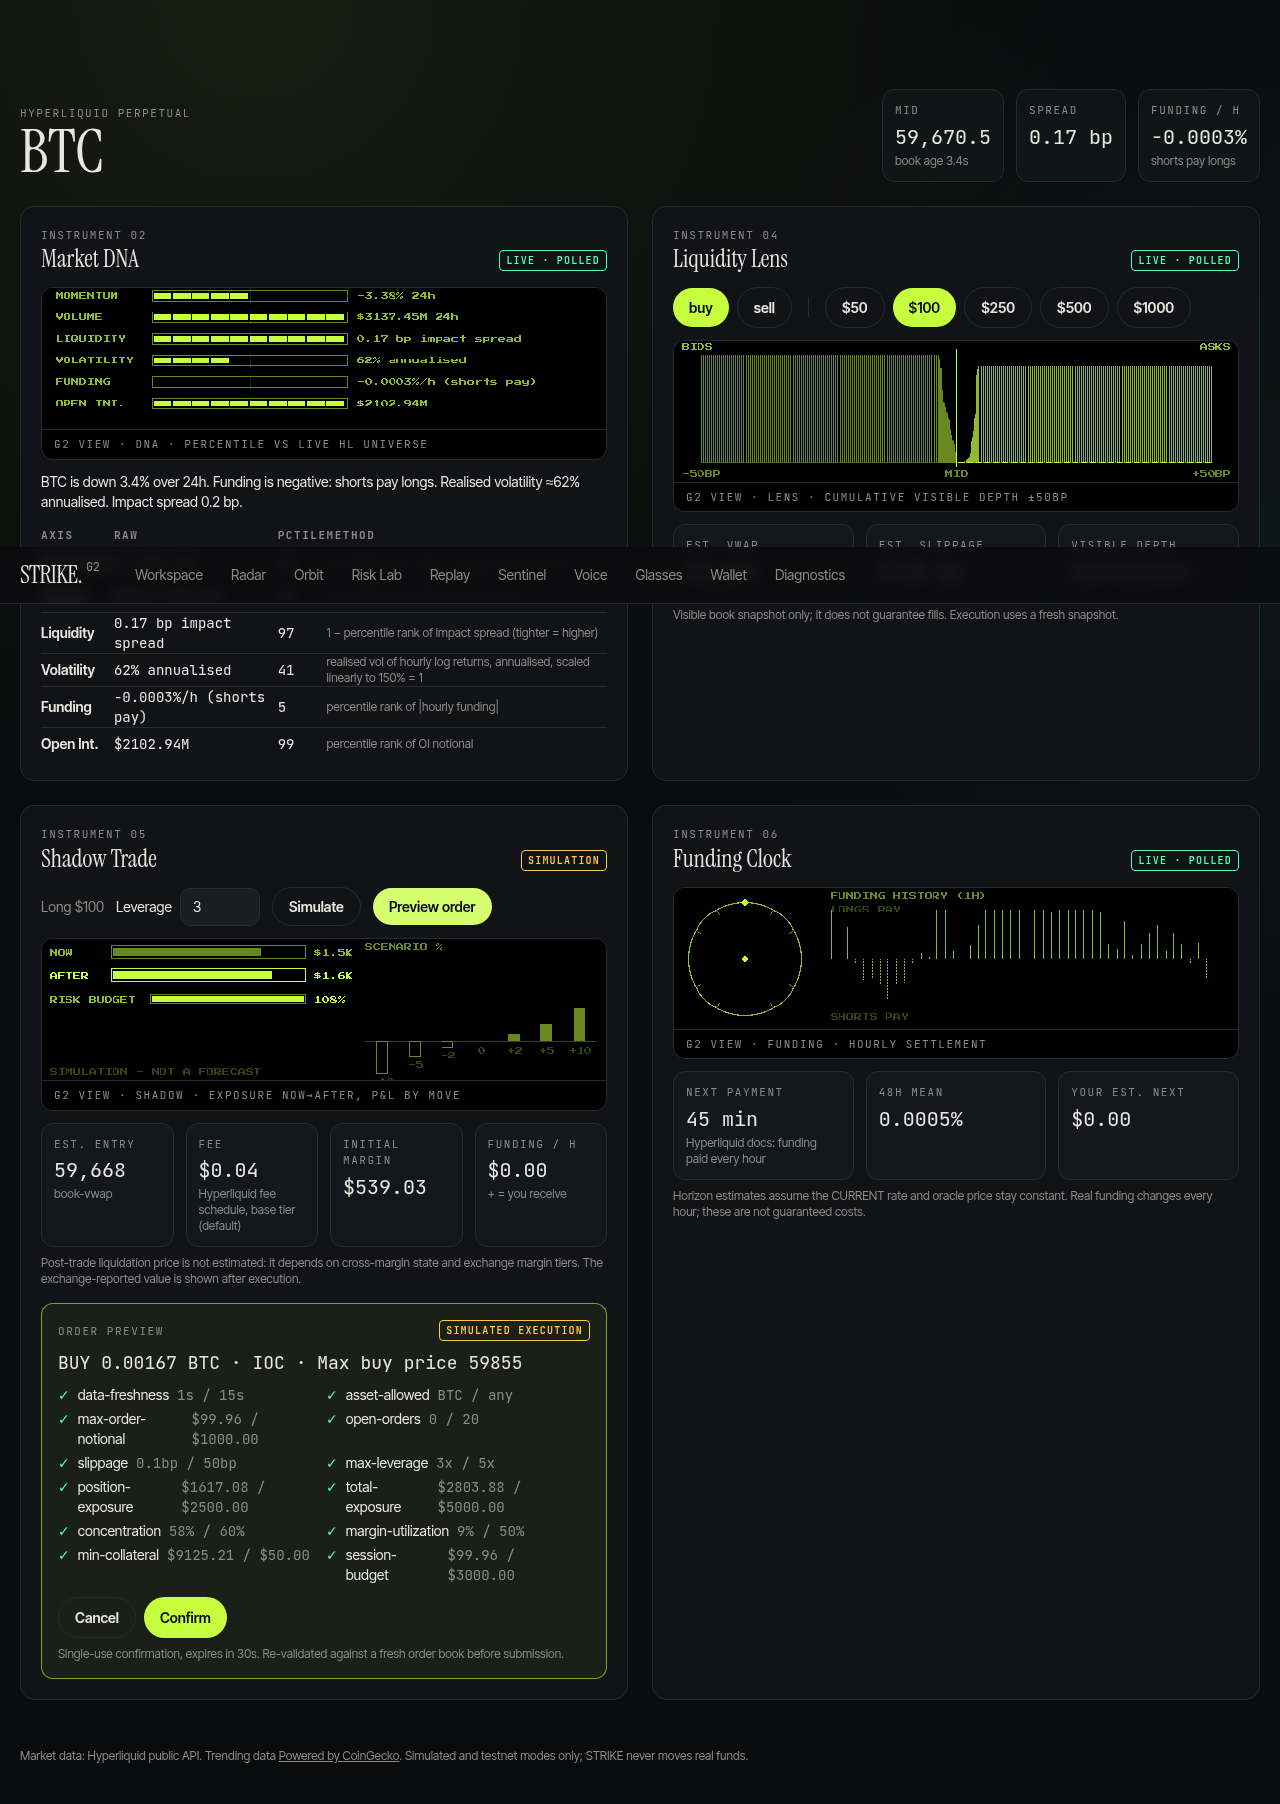 HYPERLIQUID PERPETUAL
BTC
MID
59,670.5
book age 3.4s
SPREAD
0.17 bp
FUNDING / H
-0.0003%
shorts pay longs
INSTRUMENT 02
Market DNA
LIVE · POLLED
MOMENTUM -3.38% 24h
VOLUME $3137.45M 24h
LIQUIDITY 0.17 bp impact spread
VOLATILITY 62% annualised
FUNDING -0.0003%/h (shorts pay)
OPEN INT. $2102.94M
G2 VIEW · DNA · PERCENTILE VS LIVE HL UNIVERSE
BTC is down 3.4% over 24h. Funding is negative: shorts pay longs. Realised volatility ≈62%
annualised. Impact spread 0.2 bp.
AXIS RAW PCTILE METHOD
INSTRUMENT 04
Liquidity Lens
LIVE · POLLED
buy sell $50 $100 $250 $500 $1000
BIDS ASKS
-50BP MID +50BP
G2 VIEW · LENS · CUMULATIVE VISIBLE DEPTH ±50BP
EST. VWAP EST. SLIPPAGE VISIBLE DEPTH
STRIKE. G2 Workspace Radar Orbit Risk Lab Replay Sentinel Voice Glasses Wallet Diagnostics
Liquidity 0.17 bp impact spread 97 1 – percentile rank of impact spread (tighter = higher)
Volatility 62% annualised 41 realised vol of hourly log returns, annualised, scaled
linearly to 150% = 1
Funding -0.0003%/h (shorts pay) 5 percentile rank of |hourly funding|
Open Int. $2102.94M 99 percentile rank of OI notional
Visible book snapshot only; it does not guarantee fills. Execution uses a fresh snapshot.
INSTRUMENT 05
Shadow Trade
SIMULATION
Long $100 Leverage 3 Simulate Preview order
NOW $1.5K
AFTER $1.6K
RISK BUDGET 108%
SCENARIO %
-5 -2 0 +2 +5 +10
SIMULATION - NOT A FORECAST
G2 VIEW · SHADOW · EXPOSURE NOW→AFTER, P&L BY MOVE
EST. ENTRY
59,668
book-vwap
FEE
$0.04
Hyperliquid fee
schedule, base tier
(default)
INITIAL
MARGIN
$539.03
FUNDING / H
$0.00
+ = you receive
Post-trade liquidation price is not estimated: it depends on cross-margin state and exchange margin tiers. The
exchange-reported value is shown after execution.
ORDER PREVIEW
SIMULATED EXECUTION
BUY 0.00167 BTC · IOC · Max buy price 59855
✓ data-freshness 1s / 15s
✓ asset-allowed BTC / any
✓ max-order-notional $99.96 / $1000.00
✓ open-orders 0 / 20
✓ slippage 0.1bp / 50bp
✓ max-leverage 3x / 5x
✓ position-exposure $1617.08 / $2500.00
✓ total-exposure $2803.88 / $5000.00
✓ concentration 58% / 60%
✓ margin-utilization 9% / 50%
✓ min-collateral $9125.21 / $50.00
✓ session-budget $99.96 / $3000.00
Cancel Confirm
Single-use confirmation, expires in 30s. Re-validated against a fresh order book before submission.
INSTRUMENT 06
Funding Clock
LIVE · POLLED
FUNDING HISTORY (1H)
LONGS PAY
SHORTS PAY
G2 VIEW · FUNDING · HOURLY SETTLEMENT
NEXT PAYMENT
45 min
Hyperliquid docs: funding
paid every hour
48H MEAN
0.0005%
YOUR EST. NEXT
$0.00
Horizon estimates assume the CURRENT rate and oracle price stay constant. Real funding changes every
hour; these are not guaranteed costs.
Market data: Hyperliquid public API. Trending data Powered by CoinGecko. Simulated and testnet modes only; STRIKE never moves real funds.